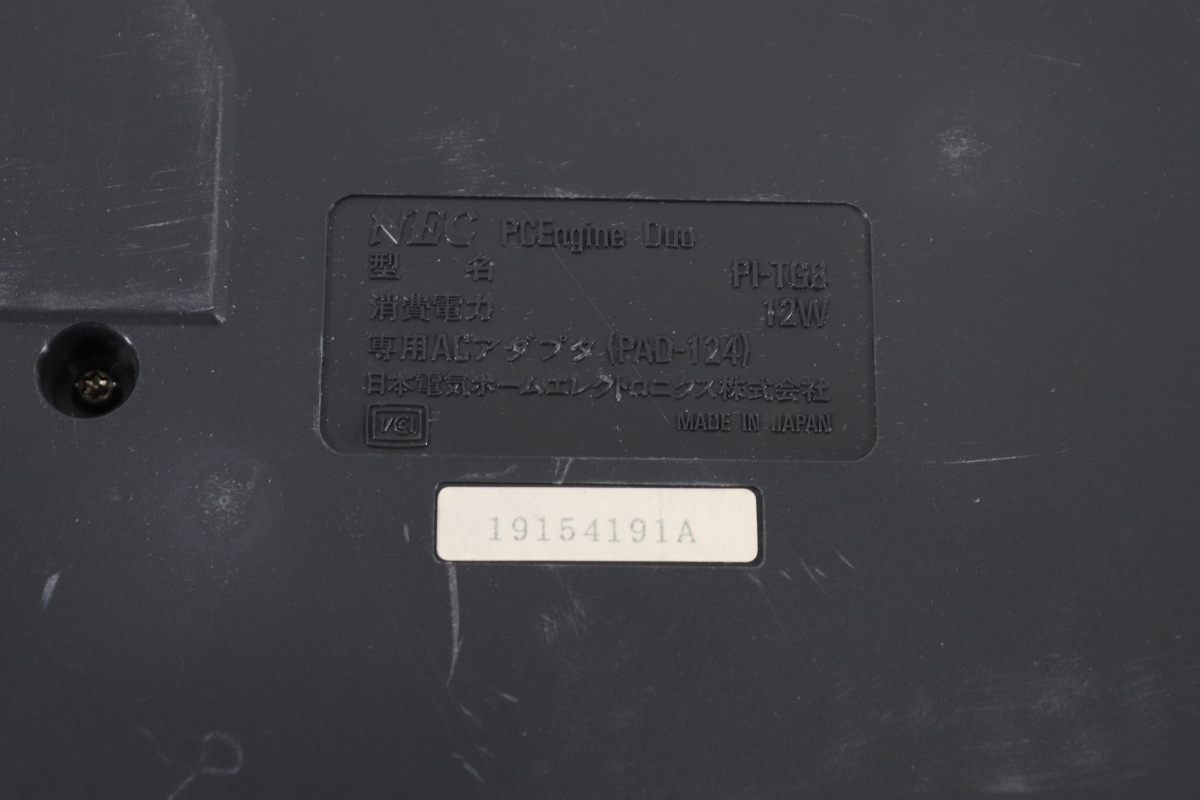 NEC PCEngine Duo
型名 PI-TG8
消費電力 12W
専用ACアダプタ(PAD-124)
日本電気ホームエレクトロニクス株式会社
VCI MADE IN JAPAN
19154191A